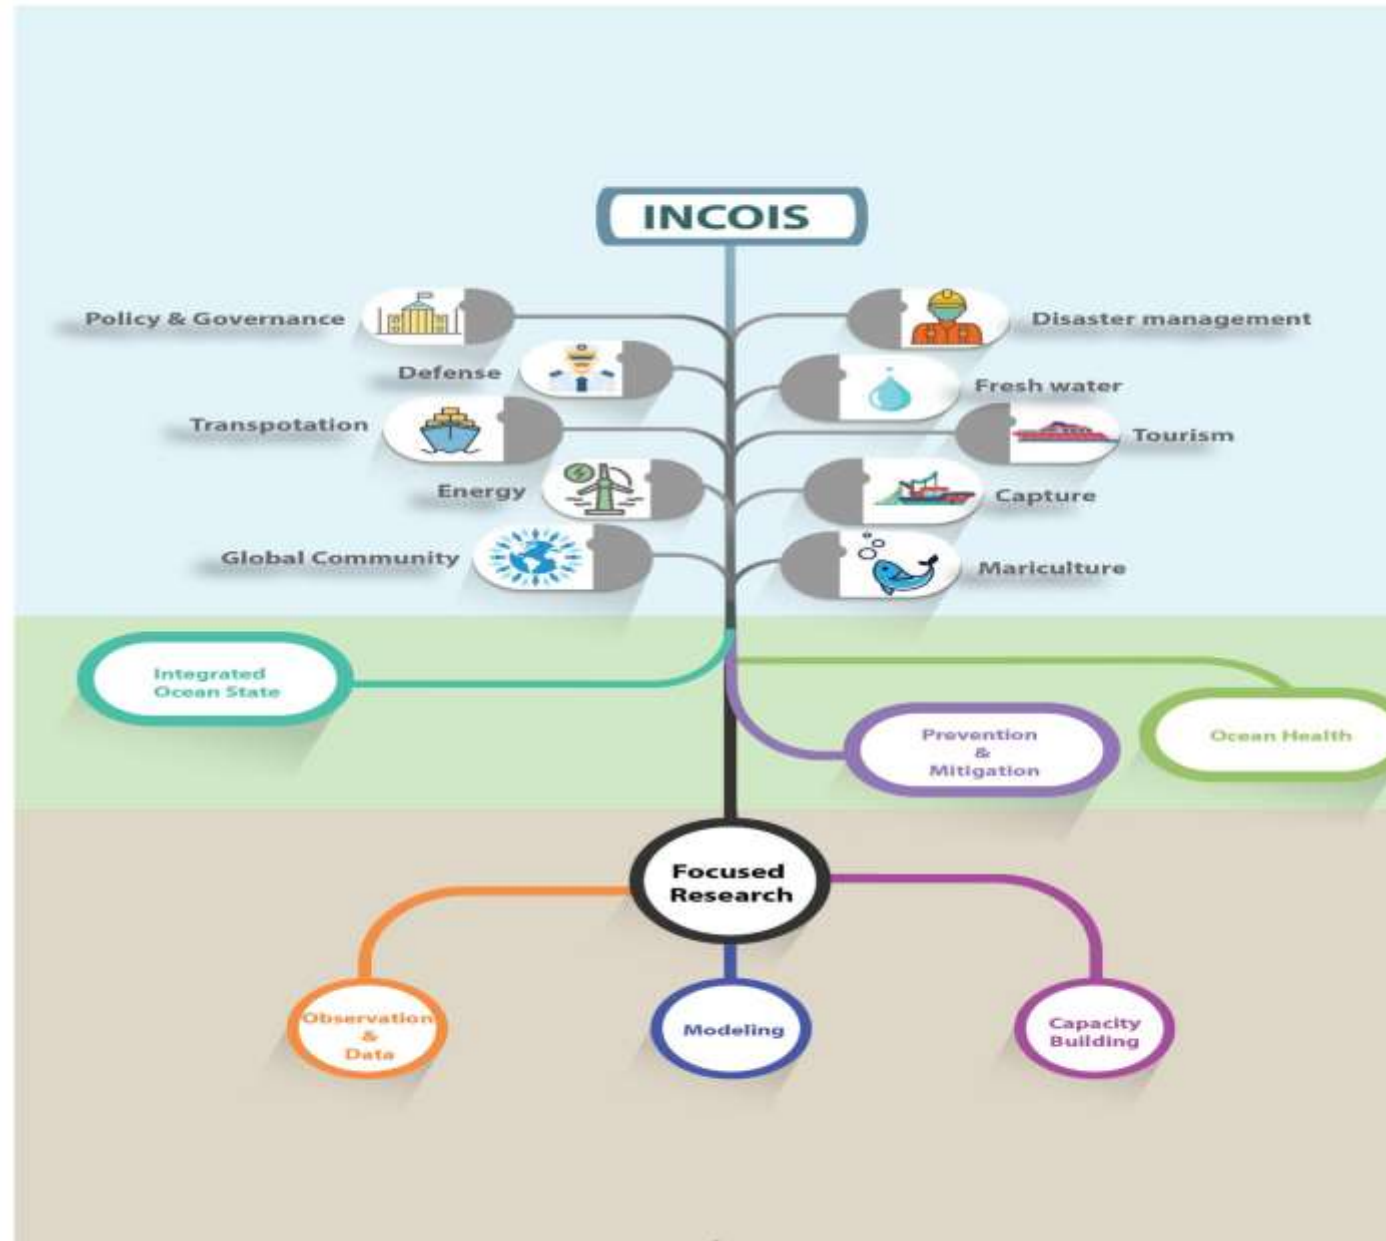 INCOIS
Policy & Governance
Disaster management
Defense
Fresh water
Transpotation
Tourism
Energy
Capture
Global Community
Mariculture
Integrated
Ocean State
Prevention
&
Mitigation
Ocean Health
Focused
Research
Observation
&
Data
Modeling
Capacity
Building